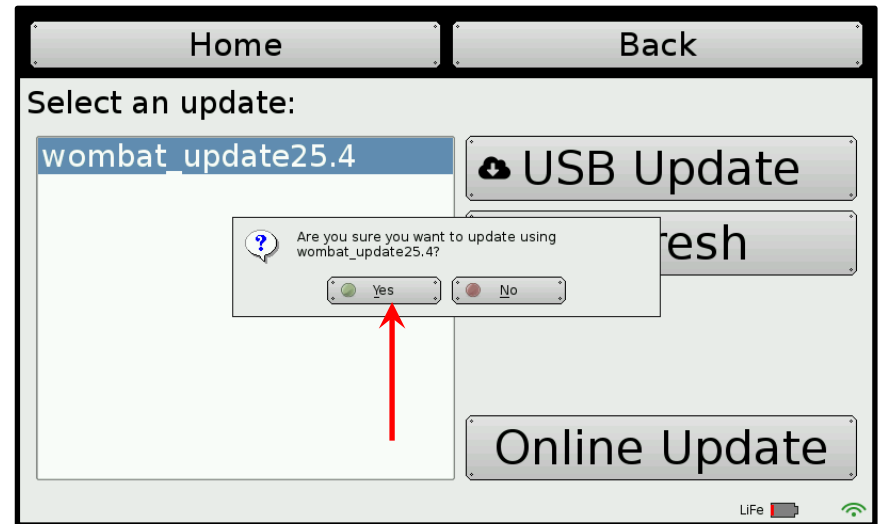 Home
Back
Select an update:
wombat_update25.4
USB Update
Are you sure you want to update using
wombat_update25.4?
resh
Yes
No
Online Update
LiFe